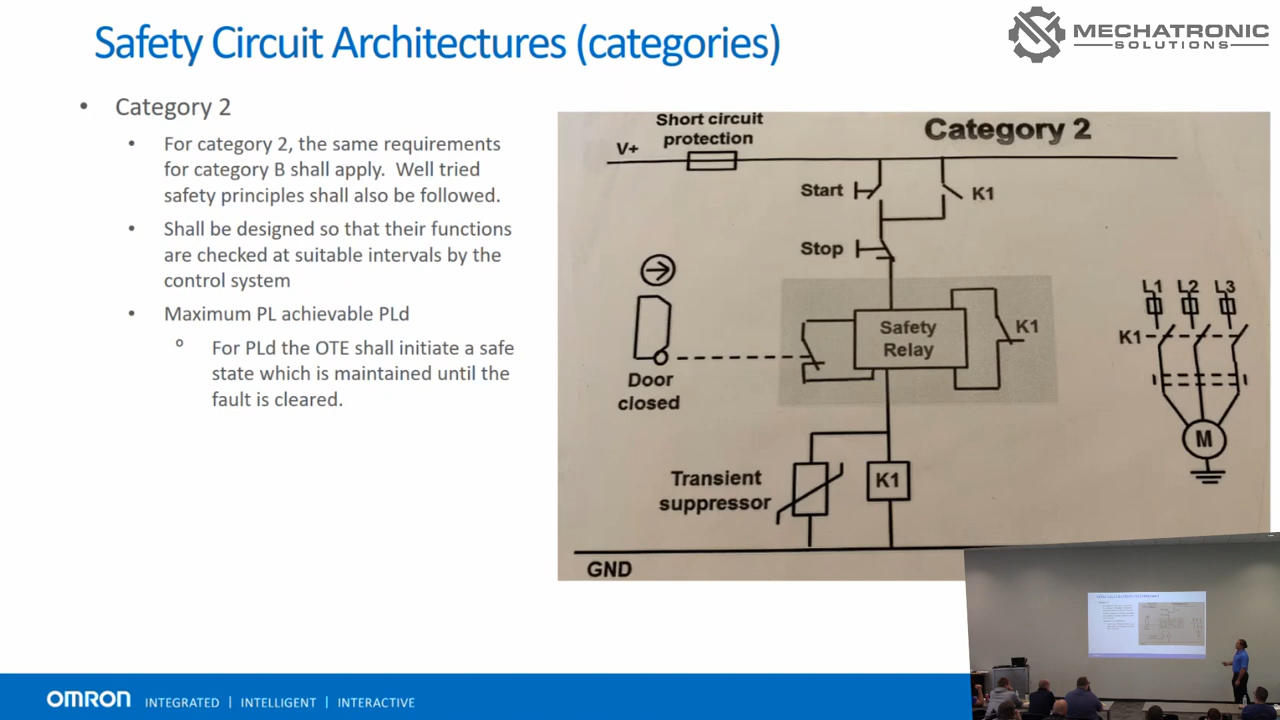 Safety Circuit Architectures (categories)
MECHATRONIC
SOLUTIONS
• Category 2
• For category 2, the same requirements
for category B shall apply. Well tried
safety principles shall also be followed.
• Shall be designed so that their functions
are checked at suitable intervals by the
control system
• Maximum PL achievable PLd
o For PLd the OTE shall initiate a safe
state which is maintained until the
fault is cleared.
Short circuit
protection
Category 2
V+
Start
K1
Stop
L1 L2 L3
Safety
Relay
K1
K1
Door
closed
M
Transient
suppressor
K1
GND
OMRON INTEGRATED | INTELLIGENT | INTERACTIVE